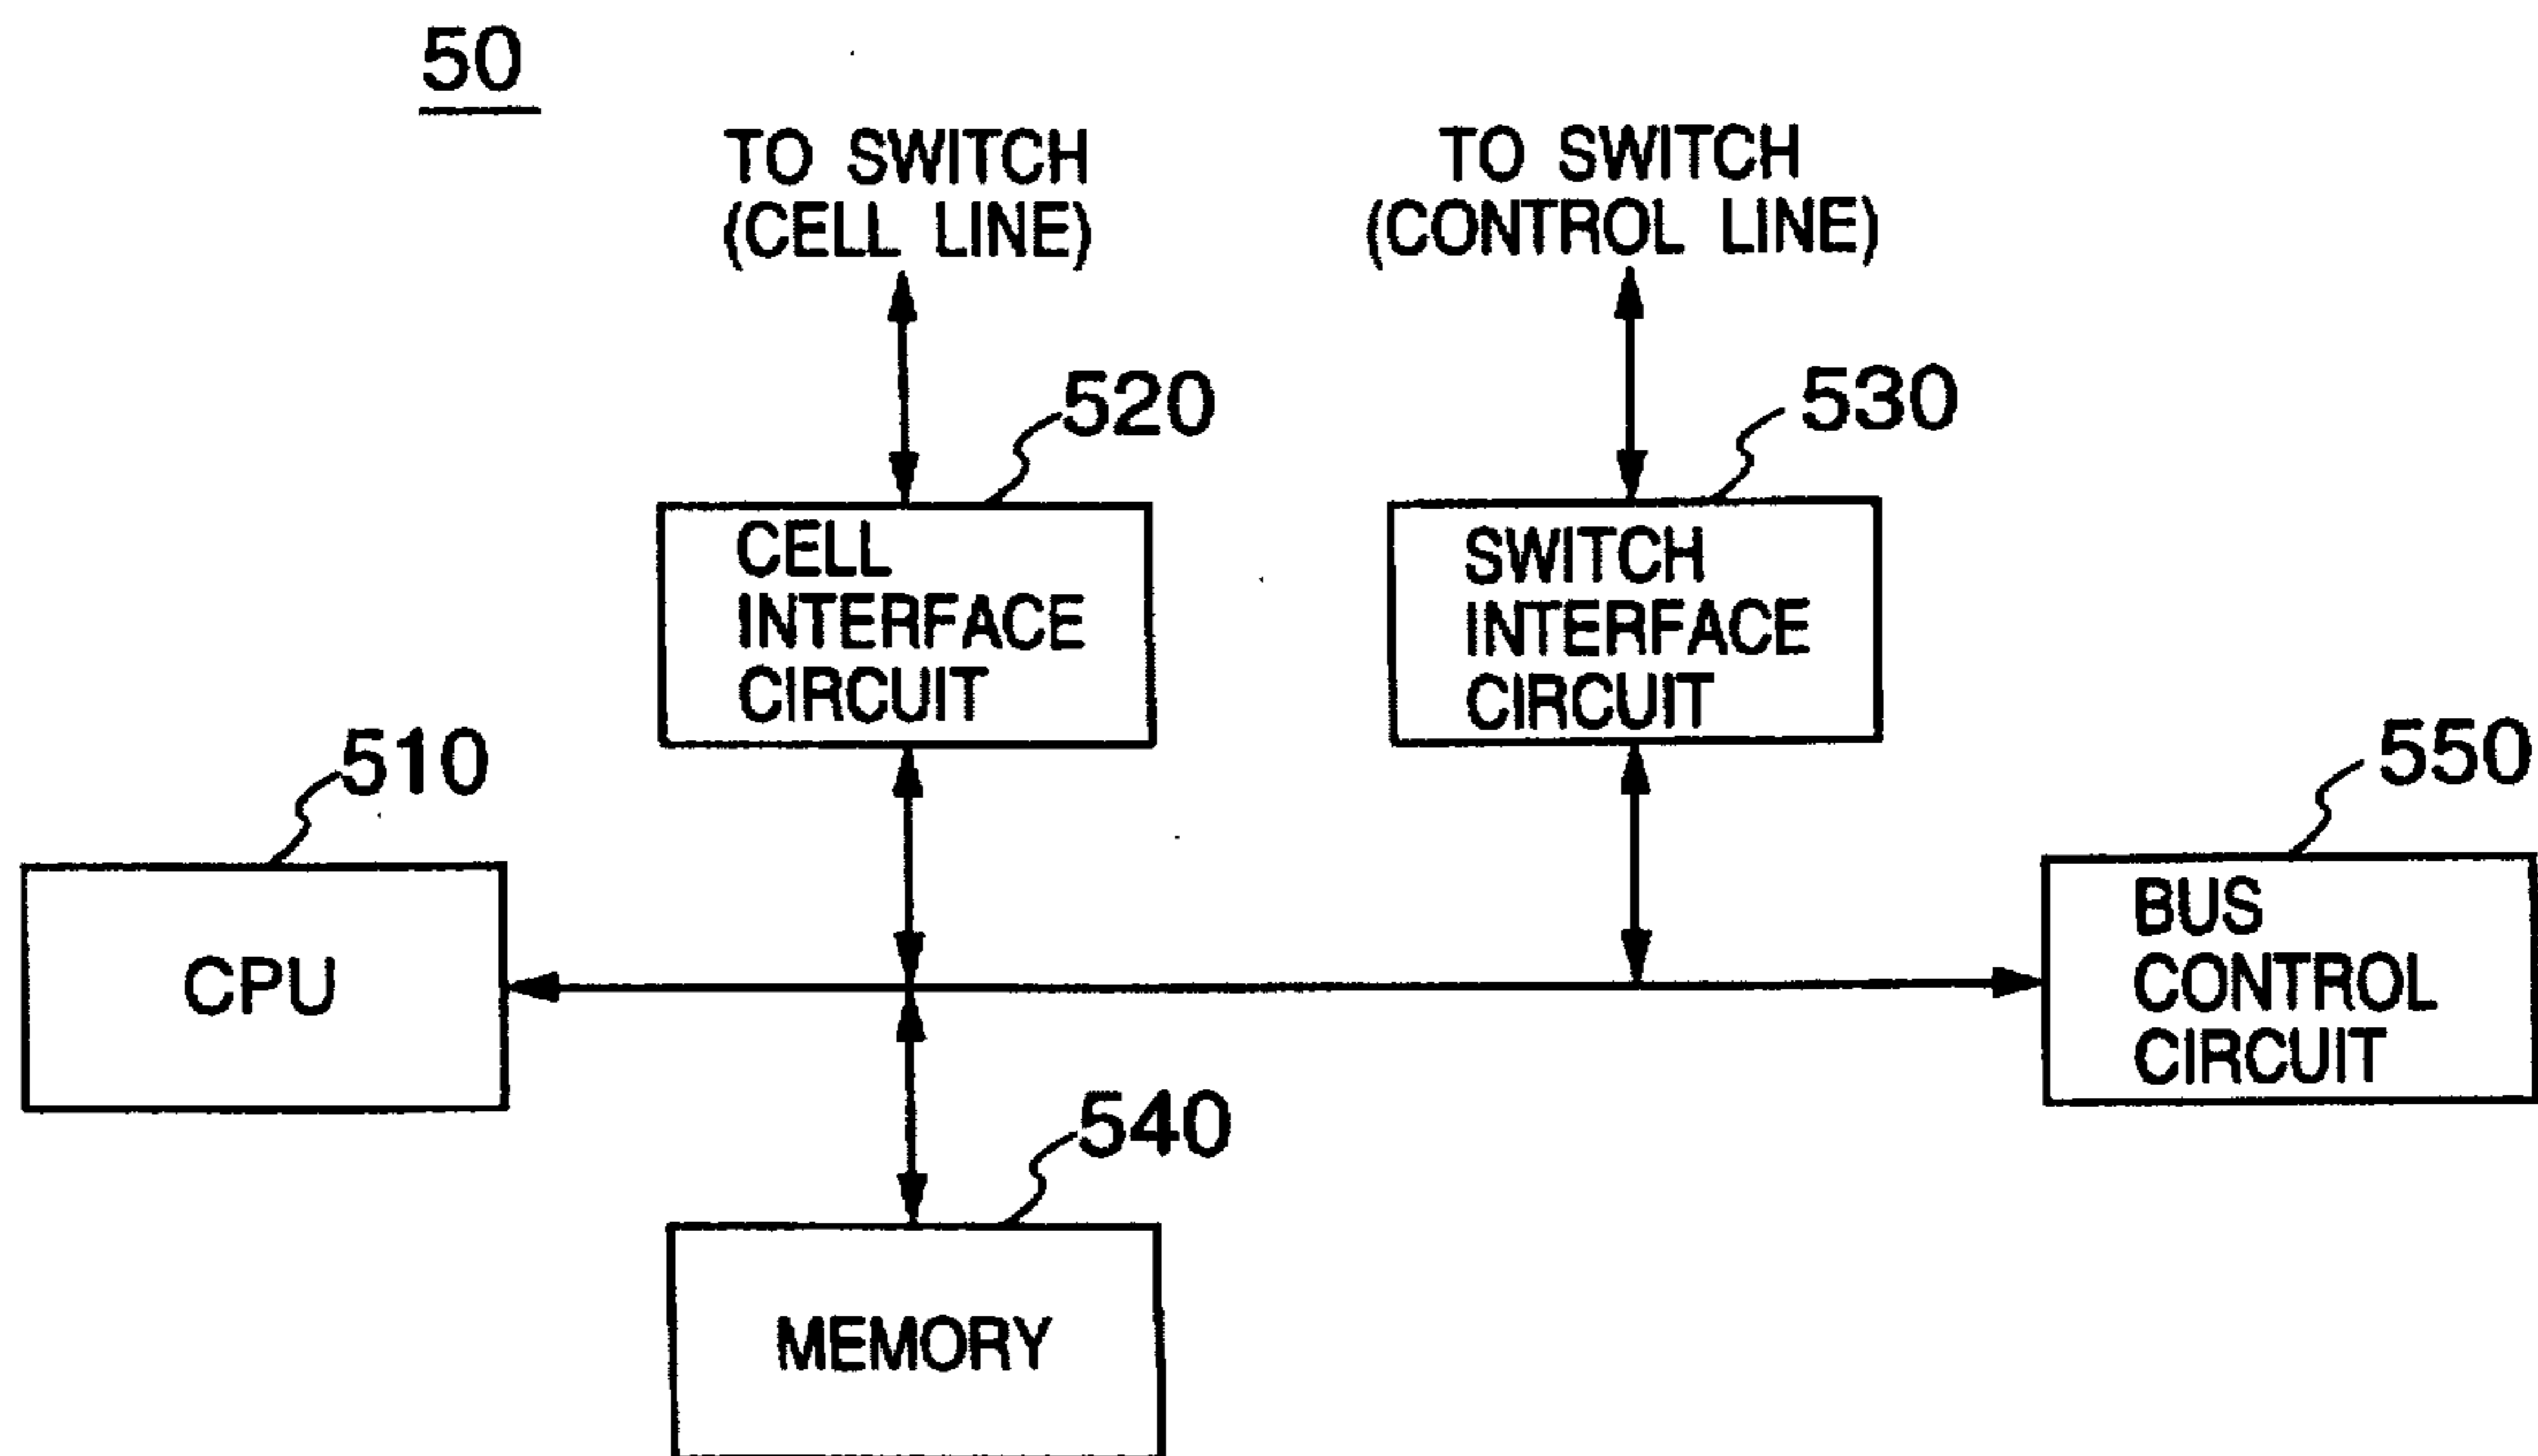 50
TO SWITCH
(CELL LINE)
TO SWITCH
(CONTROL LINE)
520
530
CELL
INTERFACE
CIRCUIT
SWITCH
INTERFACE
CIRCUIT
510
550
CPU
BUS
CONTROL
CIRCUIT
540
MEMORY